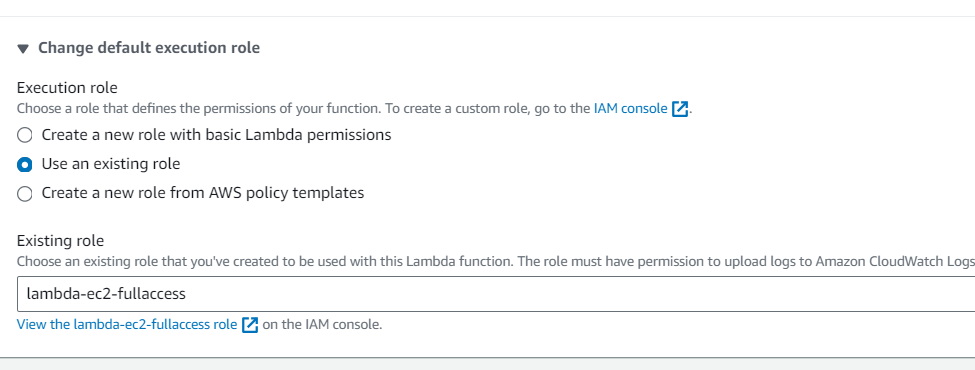 Change default execution role
Execution role
Choose a role that defines the permissions of your function. To create a custom role, go to the IAM console.
Create a new role with basic Lambda permissions
Use an existing role
Create a new role from AWS policy templates
Existing role
Choose an existing role that you've created to be used with this Lambda function. The role must have permission to upload logs to Amazon CloudWatch Logs
lambda-ec2-fullaccess
View the lambda-ec2-fullaccess role on the IAM console.